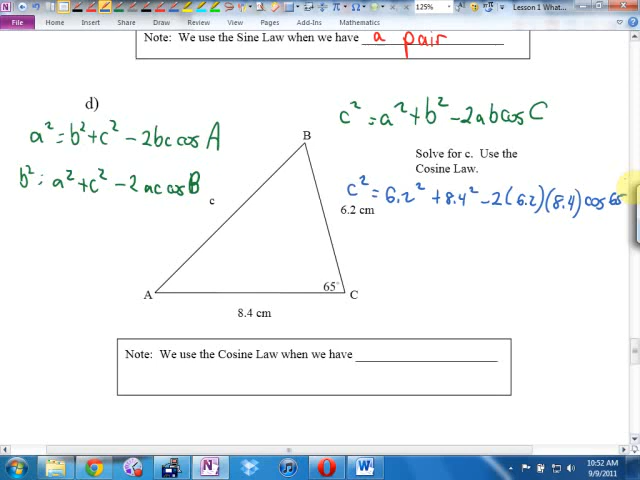 File Home Insert Share Draw Review View Pages Add-Ins Mathematics
125%
Lesson 1 What...
Note: We use the Sine Law when we have a pair
d)
a² = b² + c² - 2bc cos A
c² = a² + b² - 2ab cos C
B
Solve for c. Use the
Cosine Law.
b² = a² + c² - 2ac cos B
c
c² = 6.2² + 8.4² - 2(6.2)(8.4) cos 65
6.2 cm
65°
A
C
8.4 cm
Note: We use the Cosine Law when we have
10:52 AM
9/9/2011